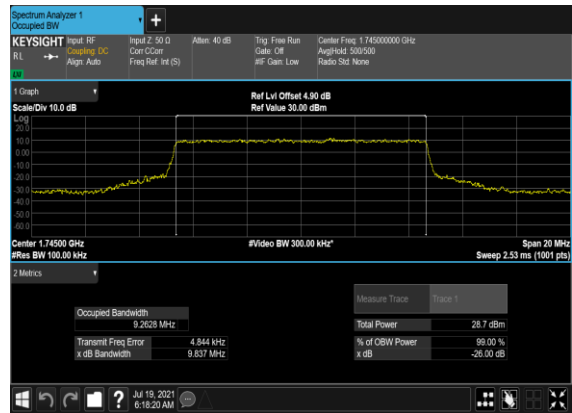 Spectrum Analyzer 1
Occupied BW
+
KEYSIGHT
R L
Input: RF
Coupling: DC
Align: Auto
Input Z: 50 Ω
Corr CCorr
Freq Ref: Int (S)
Atten: 40 dB
Trig: Free Run
Gate: Off
#IF Gain: Low
Center Freq: 1.745000000 GHz
Avg|Hold: 500/500
Radio Std: None
1 Graph
Scale/Div 10.0 dB
Ref Lvl Offset 4.90 dB
Ref Value 30.00 dBm
Log
20.0
10.0
0.00
-10.0
-20.0
-30.0
-40.0
-50.0
-60.0
Center 1.74500 GHz
#Res BW 100.00 kHz
#Video BW 300.00 kHz*
Span 20 MHz
Sweep 2.53 ms (1001 pts)
2 Metrics
Measure Trace Trace 1
Occupied Bandwidth
9.2628 MHz
Total Power 28.7 dBm
Transmit Freq Error 4.844 kHz
% of OBW Power 99.00 %
x dB Bandwidth 9.837 MHz
x dB -26.00 dB
?
Jul 19, 2021
6:18:20 AM